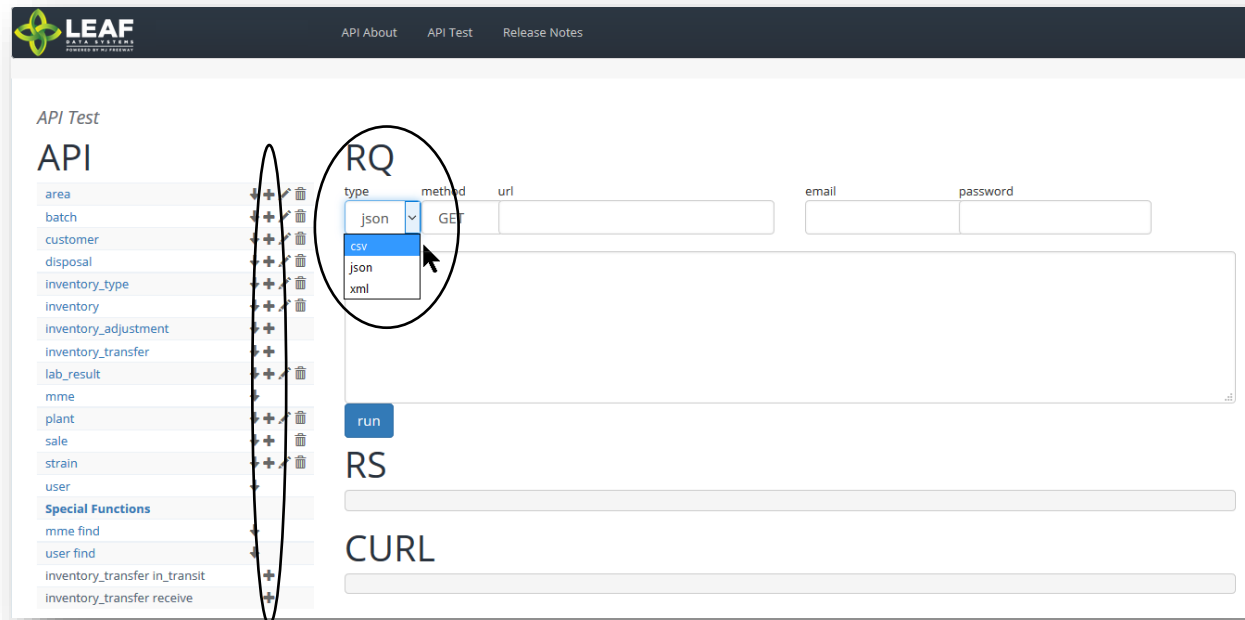 LEAF
DATA SYSTEMS
POWERED BY MJ FREEWAY
API About API Test Release Notes
API Test
API
area
batch
customer
disposal
inventory_type
inventory
inventory_adjustment
inventory_transfer
lab_result
mme
plant
sale
strain
user
Special Functions
mme find
user find
inventory_transfer in_transit
inventory_transfer receive
RQ
type method url email password
json GET
csv
json
xml
run
RS
CURL